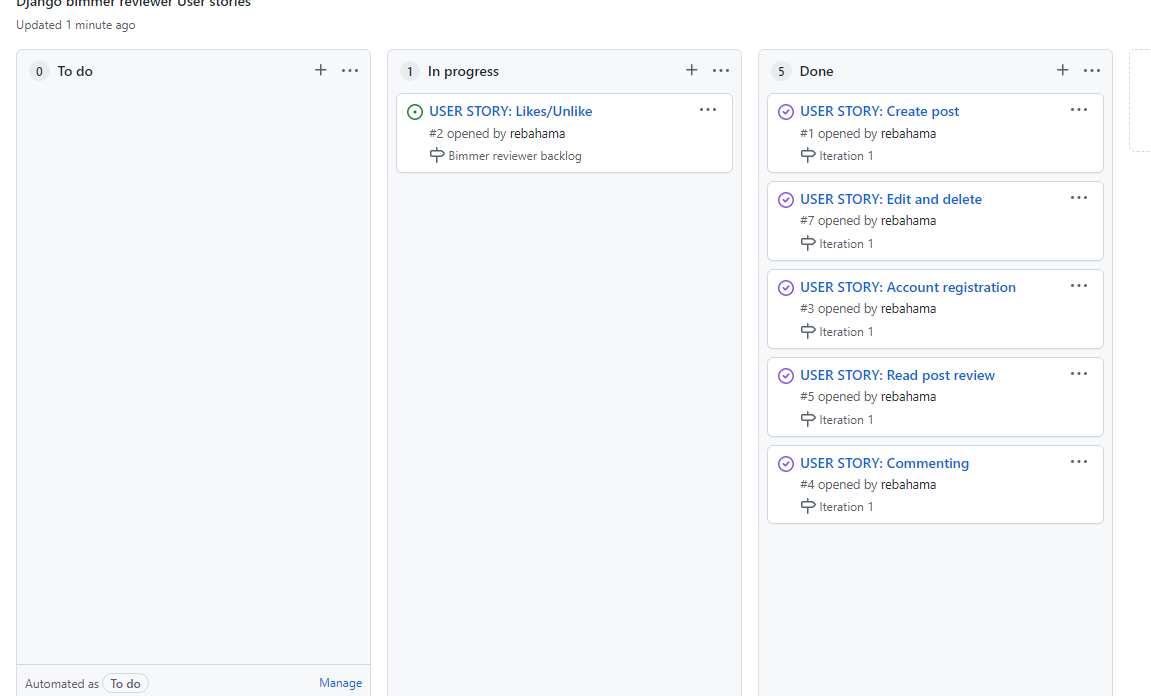 Django bimmer reviewer User stories
Updated 1 minute ago
0 To do
1 In progress
USER STORY: Likes/Unlike
#2 opened by rebahama
Bimmer reviewer backlog
5 Done
USER STORY: Create post
#1 opened by rebahama
Iteration 1
USER STORY: Edit and delete
#7 opened by rebahama
Iteration 1
USER STORY: Account registration
#3 opened by rebahama
Iteration 1
USER STORY: Read post review
#5 opened by rebahama
Iteration 1
USER STORY: Commenting
#4 opened by rebahama
Iteration 1
Automated as To do Manage